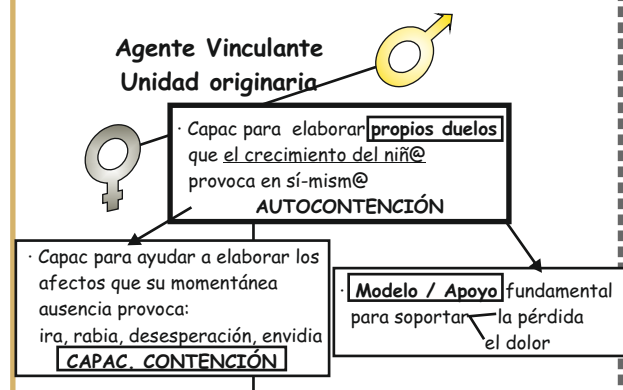 Agente Vinculante
Unidad originaria
· Capac para elaborar propios duelos
que el crecimiento del niñ@
provoca en sí-mism@
AUTOCONTENCIÓN
· Capac para ayudar a elaborar los
afectos que su momentánea
ausencia provoca:
ira, rabia, desesperación, envidia
CAPAC. CONTENCIÓN
· Modelo / Apoyo fundamental
para soportar la pérdida
el dolor